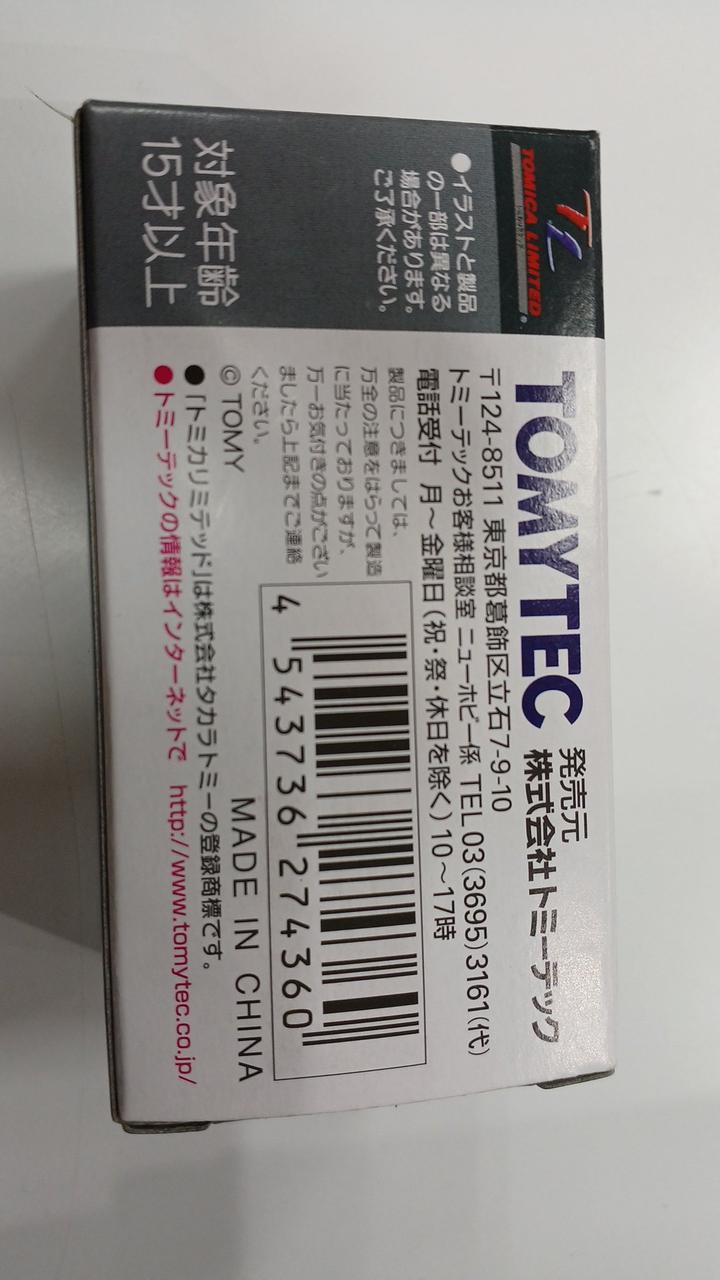 TL
TOMICA LIMITED
トミカリミテッド
●イラストと製品
の一部は異なる
場合があります。
ご了承ください。
対象年齢
15才以上
TOMYTEC
発売元
株式会社トミーテック
〒124-8511 東京都葛飾区立石7-9-10
トミーテックお客様相談室 ニューホビー係 TEL 03(3695)3161(代)
電話受付 月～金曜日(祝・祭・休日を除く)10～17時
製品につきましては、
万全の注意をはらって製造
に当たっておりますが、
万一お気付きの点がござい
ましたら上記までご連絡
ください。
4 543736 274360
© TOMY
MADE IN CHINA
●「トミカリミテッド」は株式会社タカラトミーの登録商標です。
●トミーテックの情報はインターネットで http://www.tomytec.co.jp/